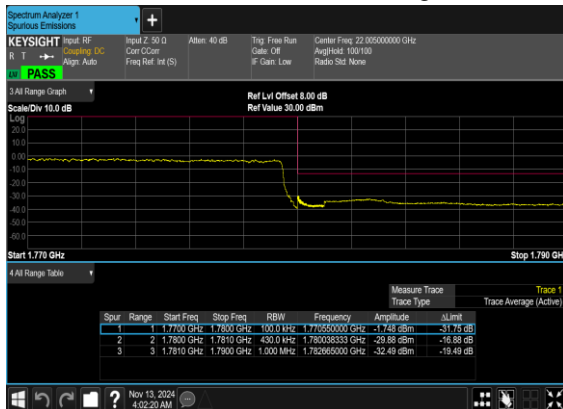 Spectrum Analyzer 1
Spurious Emissions
+
KEYSIGHT Input: RF Input Z: 50 Ω Atten: 40 dB Trig: Free Run Center Freq: 22.005000000 GHz
R T Coupling: DC Corr CCorr Gate: Off Avg|Hold: 100/100
Align: Auto Freq Ref: Int (S) IF Gain: Low Radio Std: None
PASS
3 All Range Graph
Ref Lvl Offset 8.00 dB
Scale/Div 10.0 dB Ref Value 30.00 dBm
Log
20.0
10.0
0.00
-10.0
-20.0
-30.0
-40.0
-50.0
-60.0
Start 1.770 GHz Stop 1.790 GHz
4 All Range Table
Measure Trace Trace 1
Trace Type Trace Average (Active)
Spur Range Start Freq Stop Freq RBW Frequency Amplitude ΔLimit
1 1 1.7700 GHz 1.7800 GHz 100.0 kHz 1.770550000 GHz -1.748 dBm -31.75 dB
2 2 1.7800 GHz 1.7810 GHz 430.0 kHz 1.780038333 GHz -29.88 dBm -16.88 dB
3 3 1.7810 GHz 1.7900 GHz 1.000 MHz 1.782665000 GHz -32.49 dBm -19.49 dB
? Nov 13, 2024
4:02:20 AM